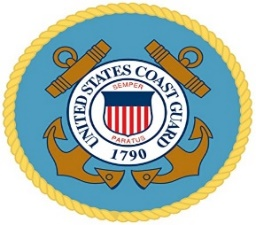 UNITED STATES COAST GUARD
SEMPER
PARATUS
1790